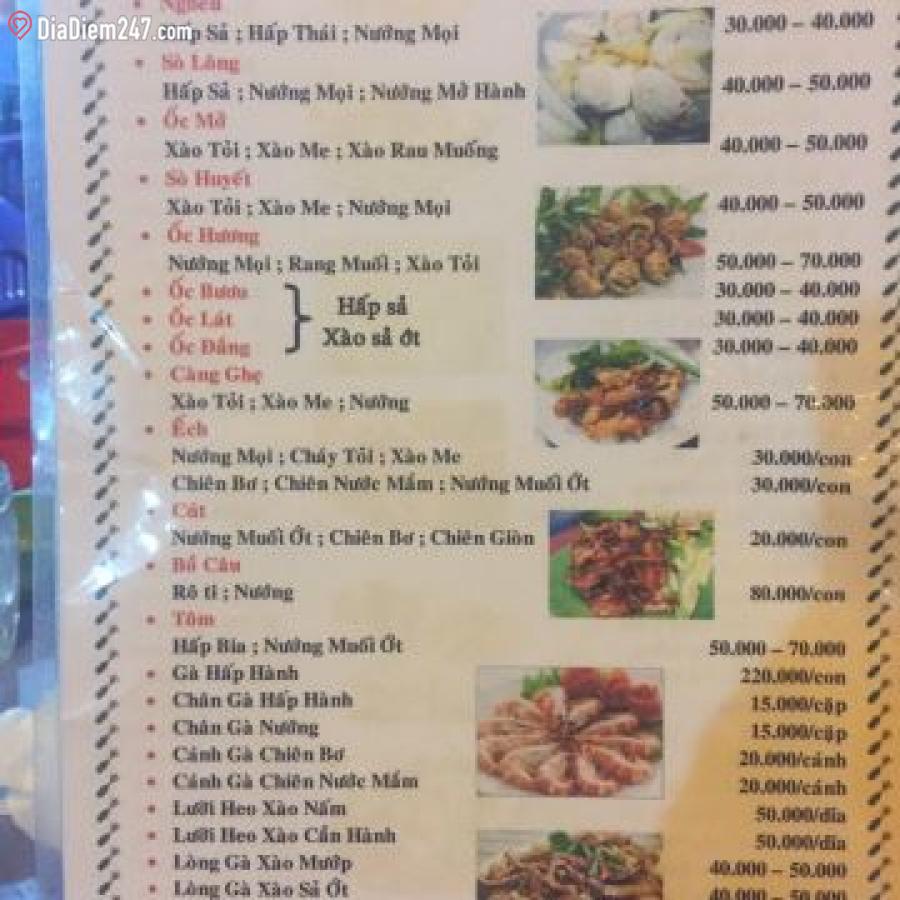 DiaDiem247.com
Nghêu
Sả ; Hấp Thái ; Nướng Mọi 30.000 – 40.000
Sò Lông
Hấp Sả ; Nướng Mọi ; Nướng Mở Hành 40.000 – 50.000
Ốc Mỡ
Xào Tỏi ; Xào Me ; Xào Rau Muống 40.000 – 50.000
Sò Huyết
Xào Tỏi ; Xào Me ; Nướng Mọi 40.000 – 50.000
Ốc Hương
Nướng Mọi ; Rang Muối ; Xào Tỏi 50.000 – 70.000
Ốc Bươu 30.000 – 40.000
Hấp sả
Ốc Lát 30.000 – 40.000
Xào sả ớt
Ốc Đắng 30.000 – 40.000
Càng Ghẹ
Xào Tỏi ; Xào Me ; Nướng 50.000 – 70.000
Ếch
Nướng Mọi ; Cháy Tỏi ; Xào Me 30.000/con
Chiên Bơ ; Chiên Nước Mắm ; Nướng Muối Ớt 30.000/con
Cút
Nướng Muối Ớt ; Chiên Bơ ; Chiên Giòn 20.000/con
Bồ Câu
Rô ti ; Nướng 80.000/con
Tôm
Hấp Bia ; Nướng Muối Ớt 50.000 – 70.000
Gà Hấp Hành 220.000/con
Chân Gà Hấp Hành 15.000/cặp
Chân Gà Nướng 15.000/cặp
Cánh Gà Chiên Bơ 20.000/cánh
Cánh Gà Chiên Nước Mắm 20.000/cánh
Lưỡi Heo Xào Nấm 50.000/dĩa
Lưỡi Heo Xào Cần Hành 50.000/dĩa
Lòng Gà Xào Mướp 40.000 – 50.000
Lòng Gà Xào Sả Ớt 40.000 – 50.000